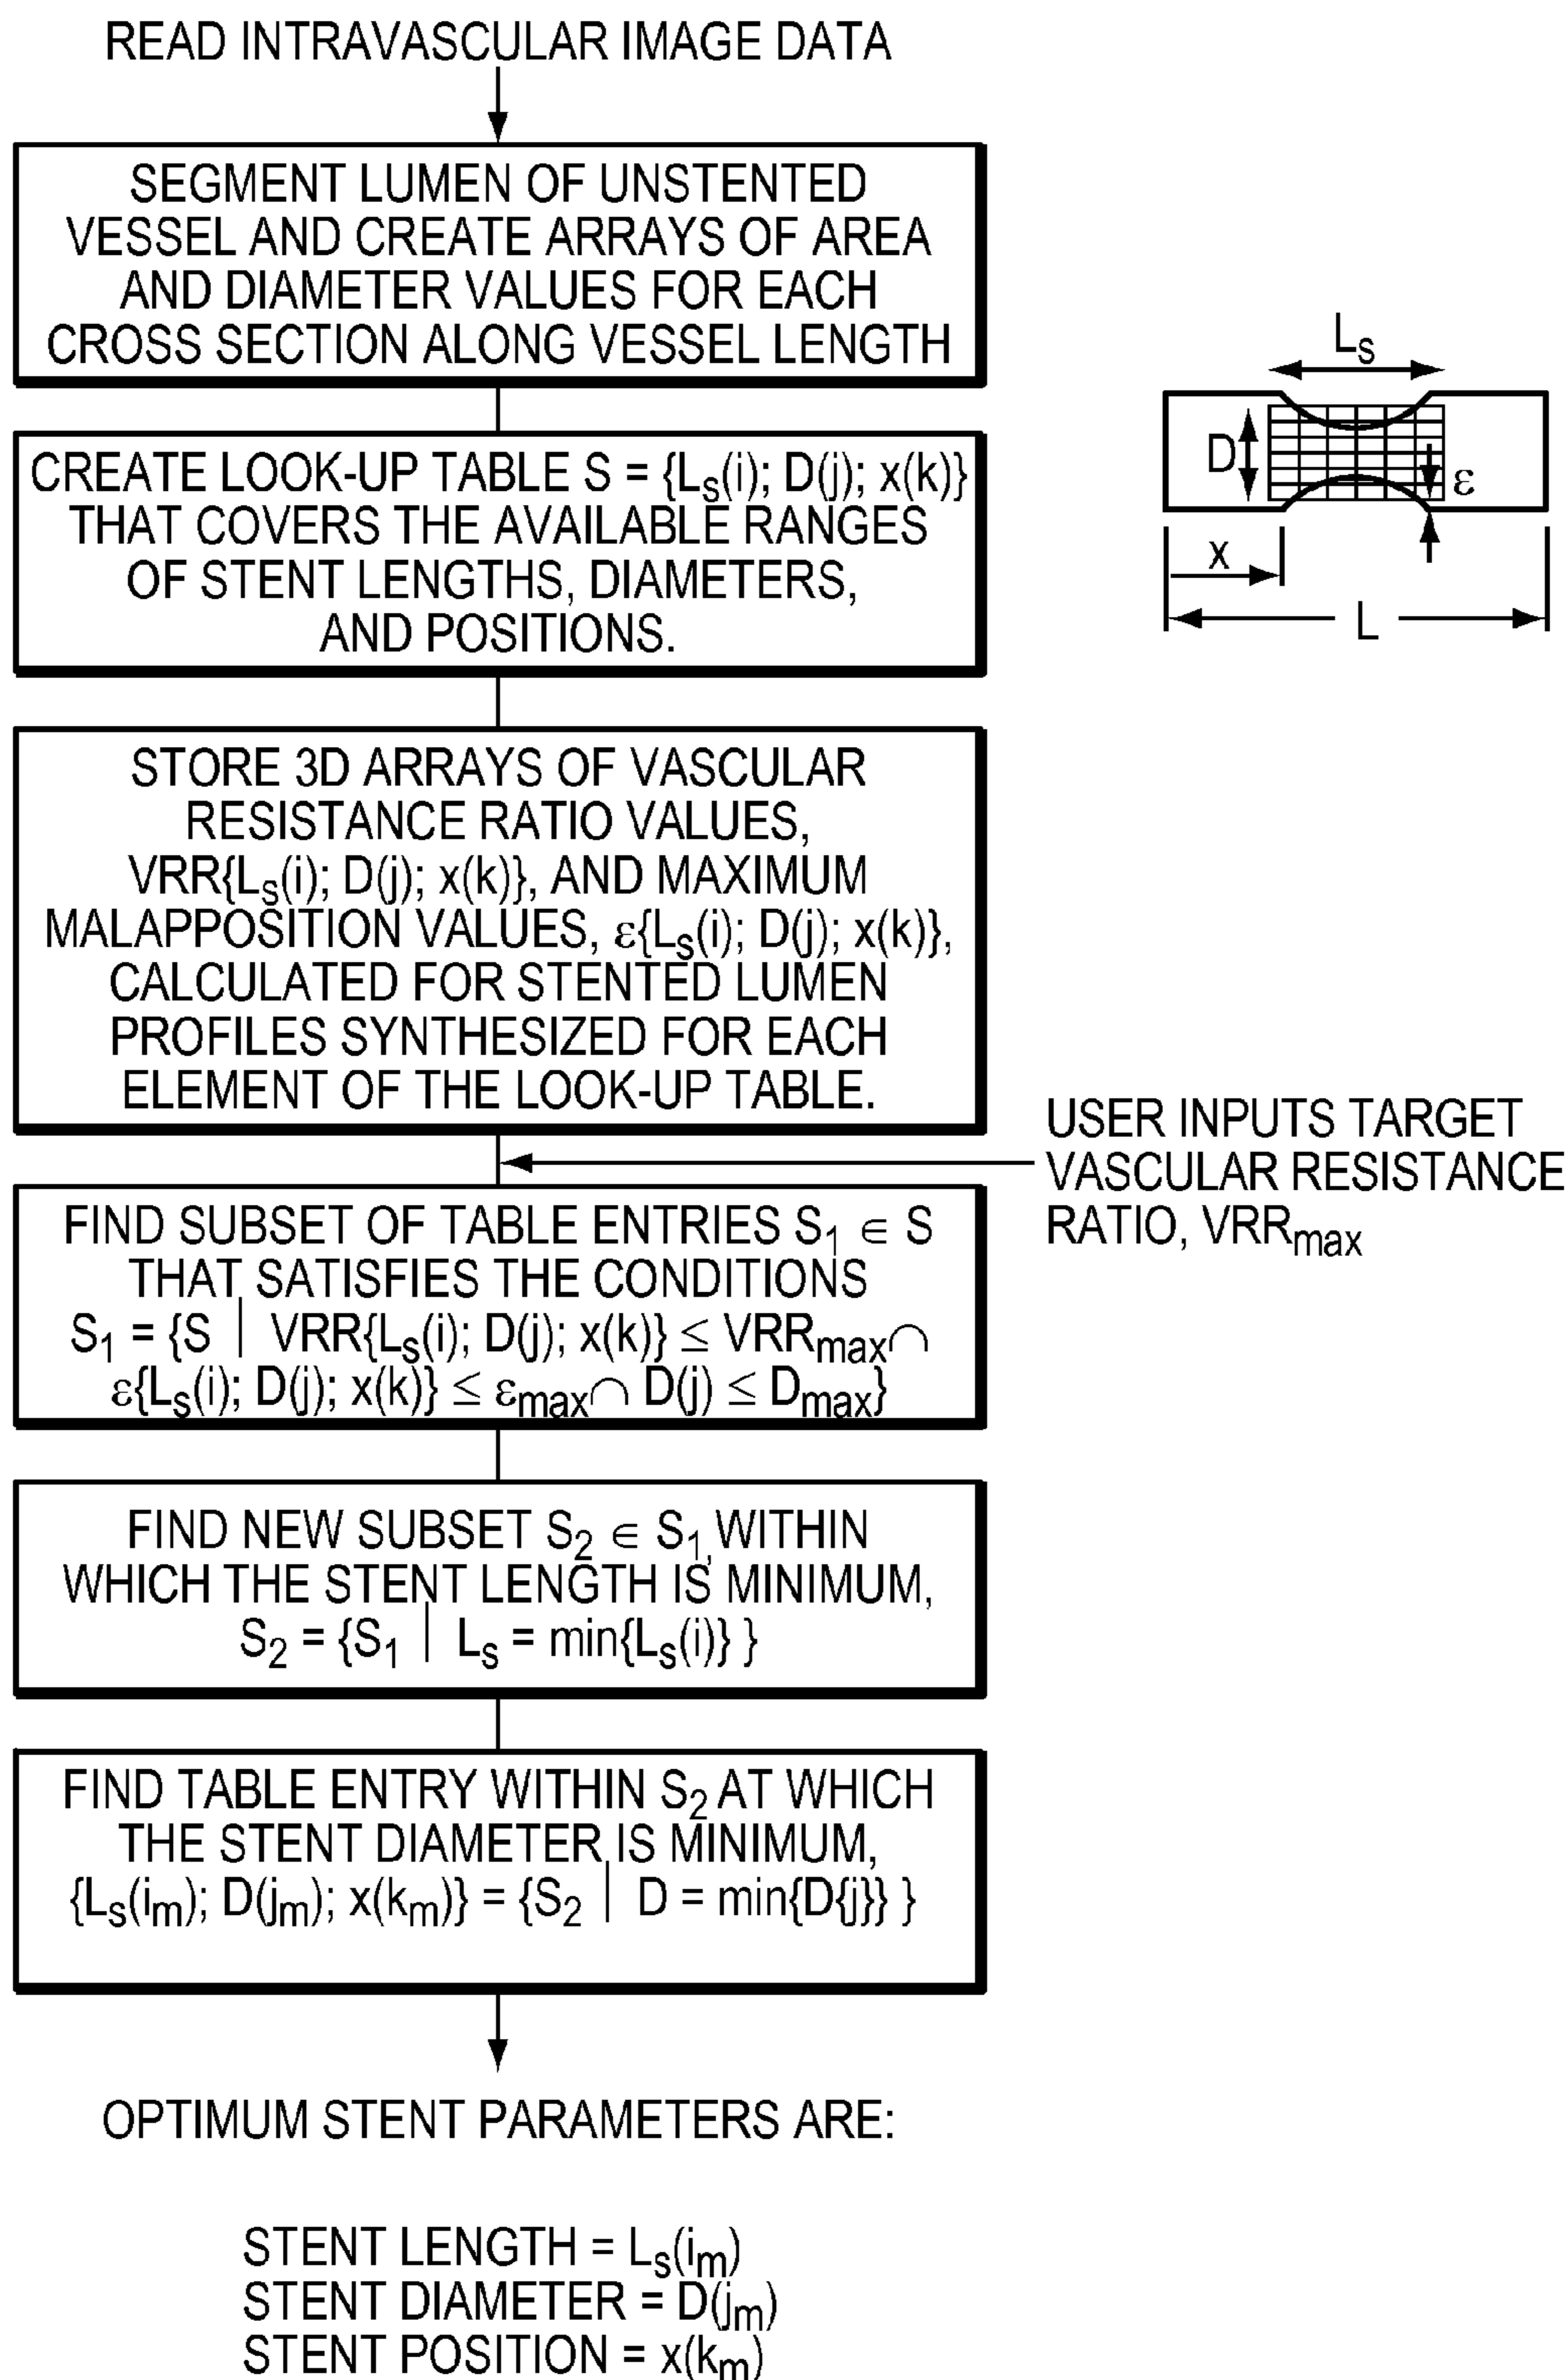 READ INTRAVASCULAR IMAGE DATA
SEGMENT LUMEN OF UNSTENTED
VESSEL AND CREATE ARRAYS OF AREA
AND DIAMETER VALUES FOR EACH
CROSS SECTION ALONG VESSEL LENGTH
CREATE LOOK-UP TABLE S = {Lₛ(i); D(j); x(k)}
THAT COVERS THE AVAILABLE RANGES
OF STENT LENGTHS, DIAMETERS,
AND POSITIONS.
Lₛ
D
ε
x
L
STORE 3D ARRAYS OF VASCULAR
RESISTANCE RATIO VALUES,
VRR{Lₛ(i); D(j); x(k)}, AND MAXIMUM
MALAPPOSITION VALUES, ε{Lₛ(i); D(j); x(k)},
CALCULATED FOR STENTED LUMEN
PROFILES SYNTHESIZED FOR EACH
ELEMENT OF THE LOOK-UP TABLE.
USER INPUTS TARGET
VASCULAR RESISTANCE
RATIO, VRRₘₐₓ
FIND SUBSET OF TABLE ENTRIES S₁ ∈ S
THAT SATISFIES THE CONDITIONS
S₁ = {S | VRR{Lₛ(i); D(j); x(k)} ≤ VRRₘₐₓ∩
ε{Lₛ(i); D(j); x(k)} ≤ εₘₐₓ∩ D(j) ≤ Dₘₐₓ}
FIND NEW SUBSET S₂ ∈ S₁, WITHIN
WHICH THE STENT LENGTH IS MINIMUM,
S₂ = {S₁ | Lₛ = min{Lₛ(i)} }
FIND TABLE ENTRY WITHIN S₂ AT WHICH
THE STENT DIAMETER IS MINIMUM,
{Lₛ(iₘ); D(jₘ); x(kₘ)} = {S₂ | D = min{D{j}} }
OPTIMUM STENT PARAMETERS ARE:
STENT LENGTH = Lₛ(iₘ)
STENT DIAMETER = D(jₘ)
STENT POSITION = x(kₘ)